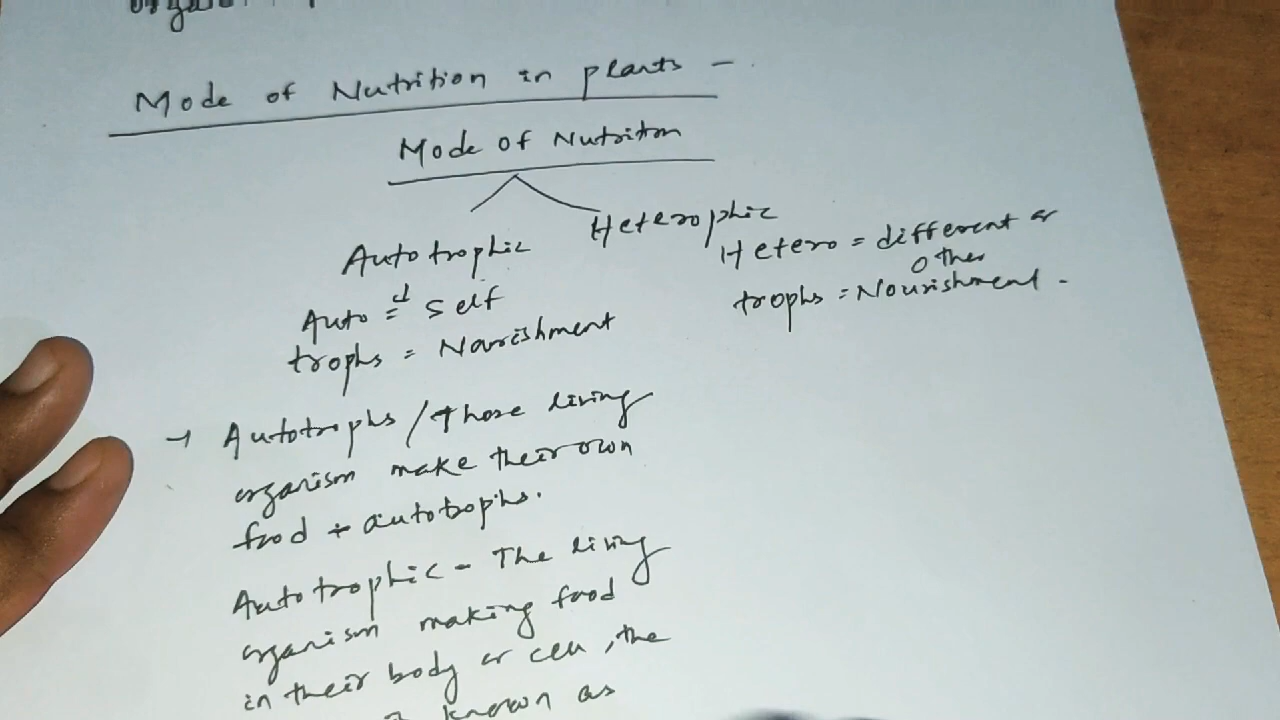 Mode of Nutrition in plants -
Mode of Nutrition
Autotrophic
Heterophic
Auto = self
trophs = Nourishment
Hetero = different or
other
trophs = Nourishment -
→ Autotrophs / Those living
organism make their own
food → autotrophs.
Autotrophic - The living
organism making food
in their body or cell, the
known as